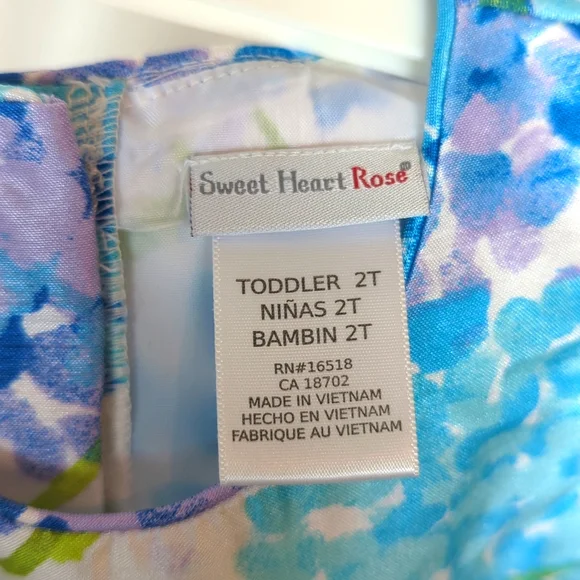 Sweet Heart Rose
TODDLER 2T
NIÑAS 2T
BAMBIN 2T
RN#16518
CA 18702
MADE IN VIETNAM
HECHO EN VIETNAM
FABRIQUE AU VIETNAM